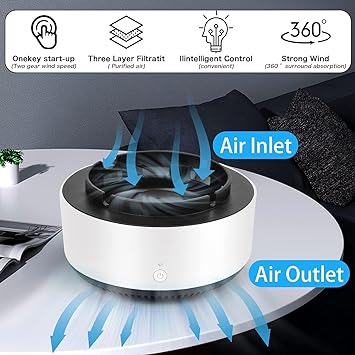 Onekey start-up
(Two gear wind speed)
Three Layer Filtratit
( Purified air)
Ilintelligent Control
(convenient)
360°
Strong Wind
(360° surround absorption)
Air Inlet
Air Outlet